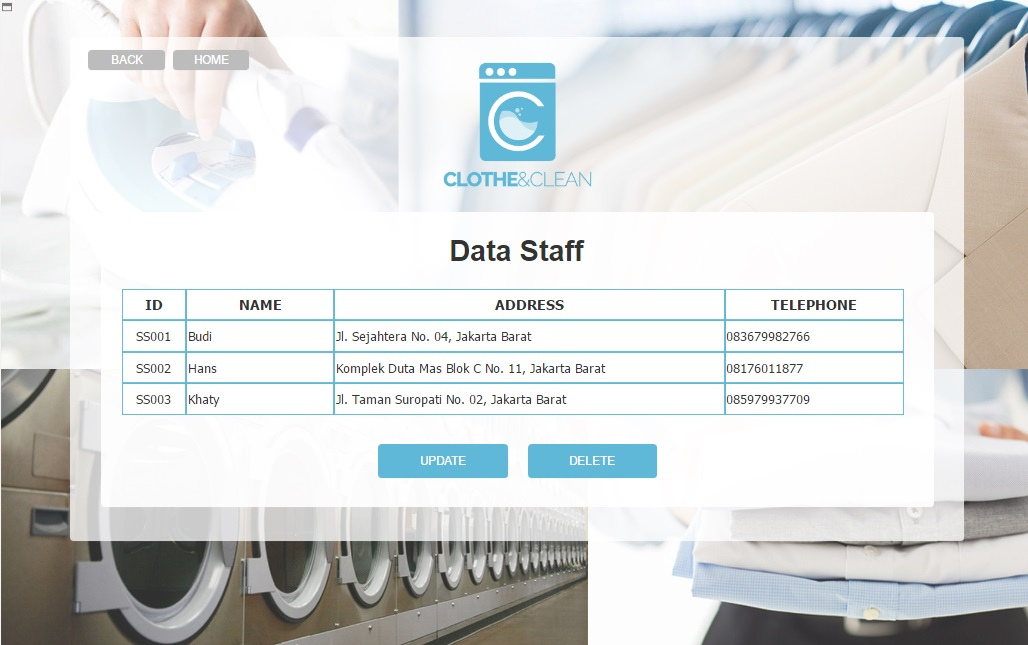 BACK HOME
CLOTHE&CLEAN
Data Staff
ID NAME ADDRESS TELEPHONE
SS001 Budi Jl. Sejahtera No. 04, Jakarta Barat 083679982766
SS002 Hans Komplek Duta Mas Blok C No. 11, Jakarta Barat 08176011877
SS003 Khaty Jl. Taman Suropati No. 02, Jakarta Barat 085979937709
UPDATE DELETE